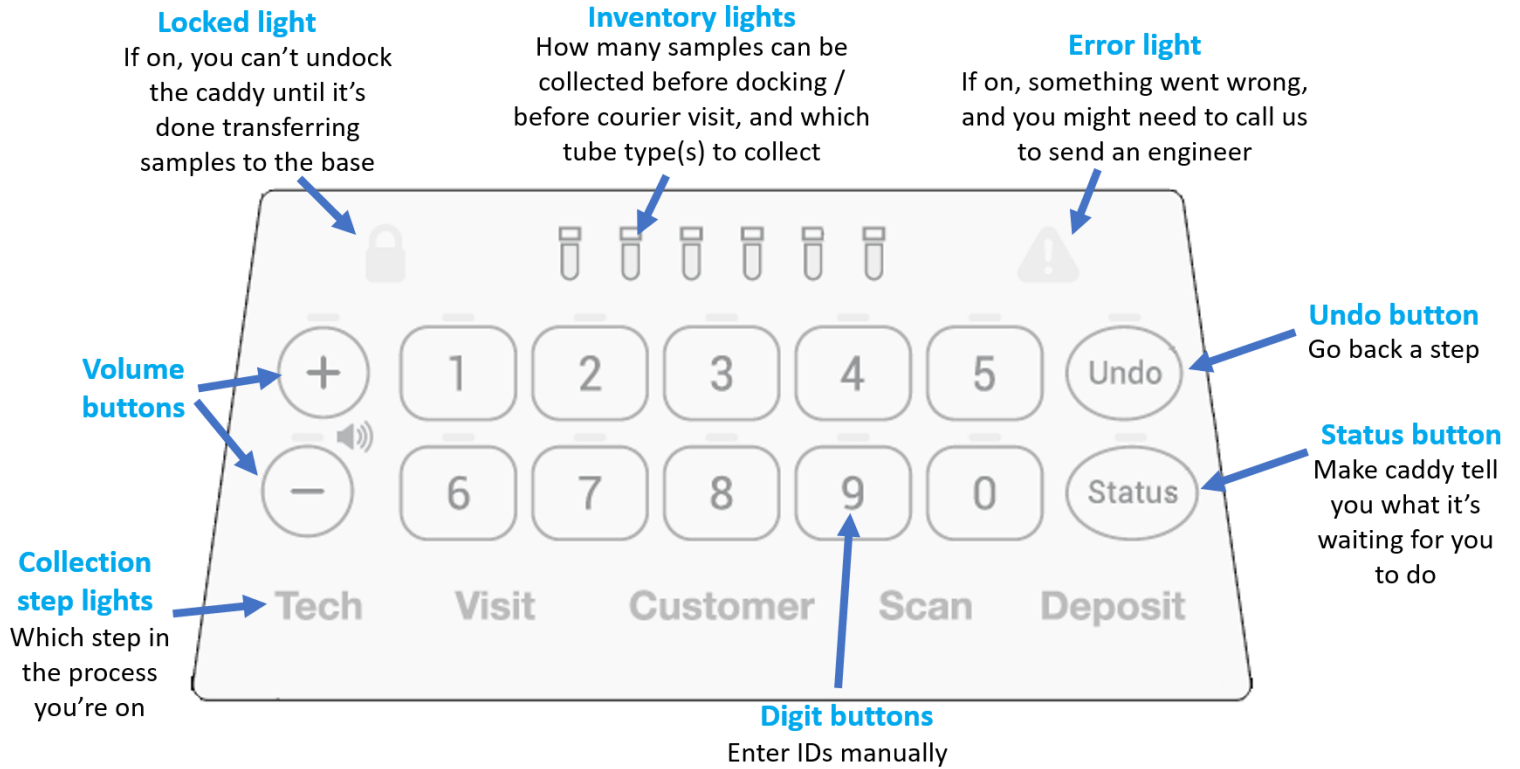 Locked light
If on, you can’t undock
the caddy until it’s
done transferring
samples to the base
Inventory lights
How many samples can be
collected before docking /
before courier visit, and which
tube type(s) to collect
Error light
If on, something went wrong,
and you might need to call us
to send an engineer
Volume
buttons
+
1
2
3
4
5
Undo
−
6
7
8
9
0
Status
Undo button
Go back a step
Status button
Make caddy tell
you what it’s
waiting for you
to do
Collection
step lights
Which step in
the process
you’re on
Tech
Visit
Customer
Scan
Deposit
Digit buttons
Enter IDs manually